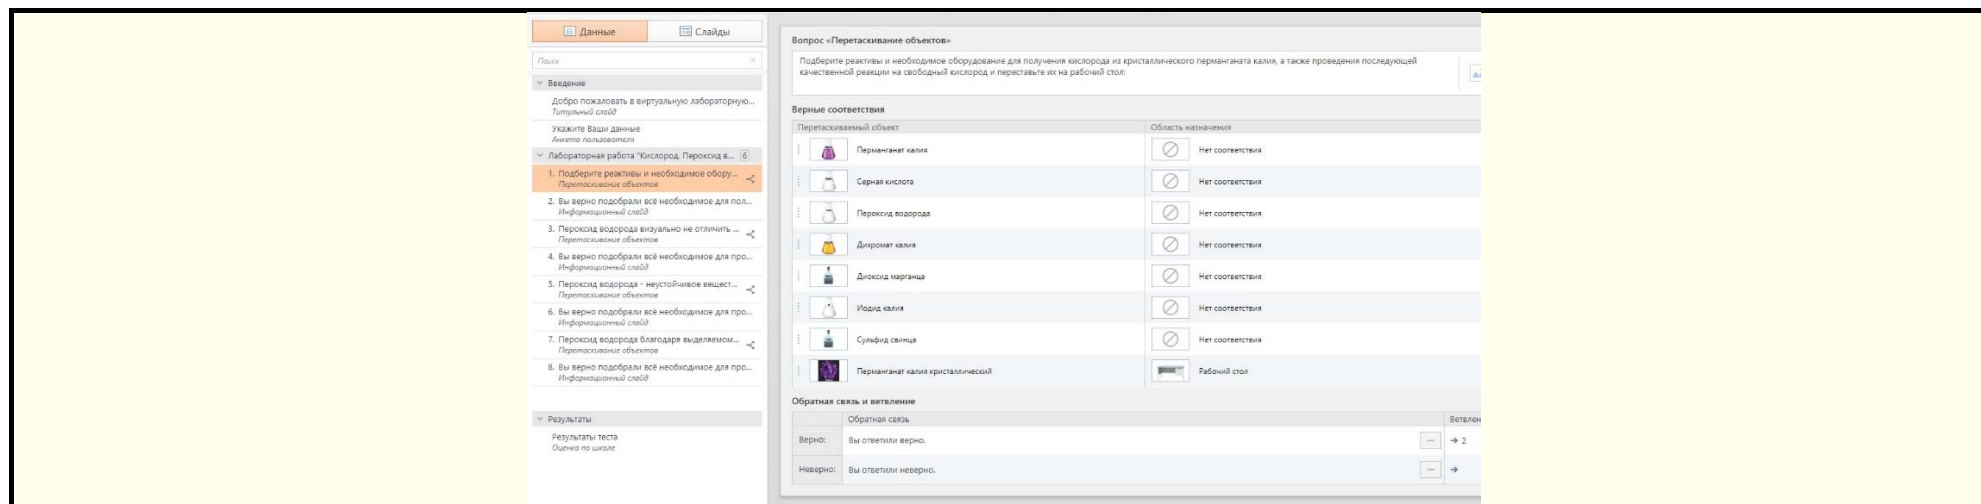 Данные
Слайды
Поиск
Введение
Добро пожаловать в виртуальную лабораторную...
Титульный слайд
Укажите Ваши данные
Анкета пользователя
Лабораторная работа "Кислород. Пероксид в... 6
1. Подберите реактивы и необходимое обору...
Перетаскивание объектов
2. Вы верно подобрали всё необходимое для пол...
Информационный слайд
3. Пероксид водорода визуально не отличить ...
Перетаскивание объектов
4. Вы верно подобрали всё необходимое для про...
Информационный слайд
5. Пероксид водорода - неустойчивое вещест...
Перетаскивание объектов
6. Вы верно подобрали всё необходимое для про...
Информационный слайд
7. Пероксид водорода благодаря выделяемом...
Перетаскивание объектов
8. Вы верно подобрали всё необходимое для про...
Информационный слайд
Результаты
Результаты теста
Оценка по шкале
Вопрос «Перетаскивание объектов»
Подберите реактивы и необходимое оборудование для получения кислорода из кристаллического перманганата калия, а также проведения последующей
качественной реакции на свободный кислород и переставьте их на рабочий стол:
Верные соответствия
Перетаскиваемый объект Область назначения
Перманганат калия Нет соответствия
Серная кислота Нет соответствия
Пероксид водорода Нет соответствия
Дихромат калия Нет соответствия
Диоксид марганца Нет соответствия
Иодид калия Нет соответствия
Сульфид свинца Нет соответствия
Перманганат калия кристаллический Рабочий стол
Обратная связь и ветвление
Обратная связь Ветвлен
Верно: Вы ответили верно. ... 2
Неверно: Вы ответили неверно. ...